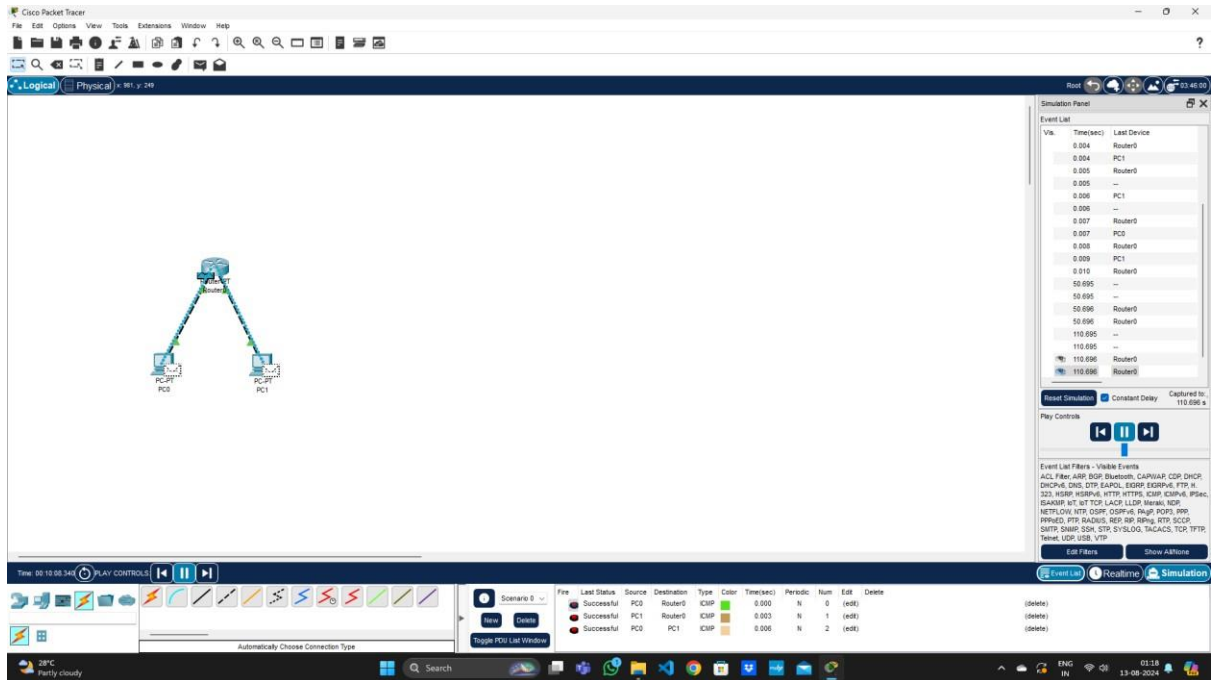 Cisco Packet Tracer
File Edit Options View Tools Extensions Window Help
?
Logical Physical x: 981, y: 249
Root 03:46:00
Simulation Panel
Event List
Vis. Time(sec) Last Device
0.004 Router0
0.004 PC1
0.005 Router0
0.005 --
0.006 PC1
0.006 --
0.007 Router0
0.007 PC0
0.008 Router0
0.009 PC1
0.010 Router0
50.695 --
50.695 --
50.696 Router0
50.696 Router0
110.695 --
110.695 --
110.696 Router0
110.696 Router0
Reset Simulation Constant Delay Captured to:
110.696 s
Play Controls
Router0
PC-PT
PC0
PC-PT
PC1
Event List Filters - Visible Events
ACL Filter, ARP, BGP, Bluetooth, CAPWAP, CDP, DHCP,
DHCPv6, DNS, DTP, EAPOL, EIGRP, EIGRPv6, FTP, H.
323, HSRP, HSRPv6, HTTP, HTTPS, ICMP, ICMPv6, IPSec,
ISAKMP, IoT, IoT TCP, LACP, LLDP, Meraki, NDP,
NETFLOW, NTP, OSPF, OSPFv6, PAgP, POP3, PPP,
PPPoED, PTP, RADIUS, REP, RIP, RIPng, RTP, SCCP,
SMTP, SNMP, SSH, STP, SYSLOG, TACACS, TCP, TFTP,
Telnet, UDP, USB, VTP
Edit Filters Show All/None
Time: 00:10:08.340 PLAY CONTROLS:
Event List Realtime Simulation
Scenario 0
New Delete
Toggle PDU List Window
Fire Last Status Source Destination Type Color Time(sec) Periodic Num Edit Delete
Successful PC0 Router0 ICMP 0.000 N 0 (edit) (delete)
Successful PC1 Router0 ICMP 0.003 N 1 (edit) (delete)
Successful PC0 PC1 ICMP 0.006 N 2 (edit) (delete)
Automatically Choose Connection Type
28°C
Partly cloudy
Search
ENG
IN
01:18
13-08-2024